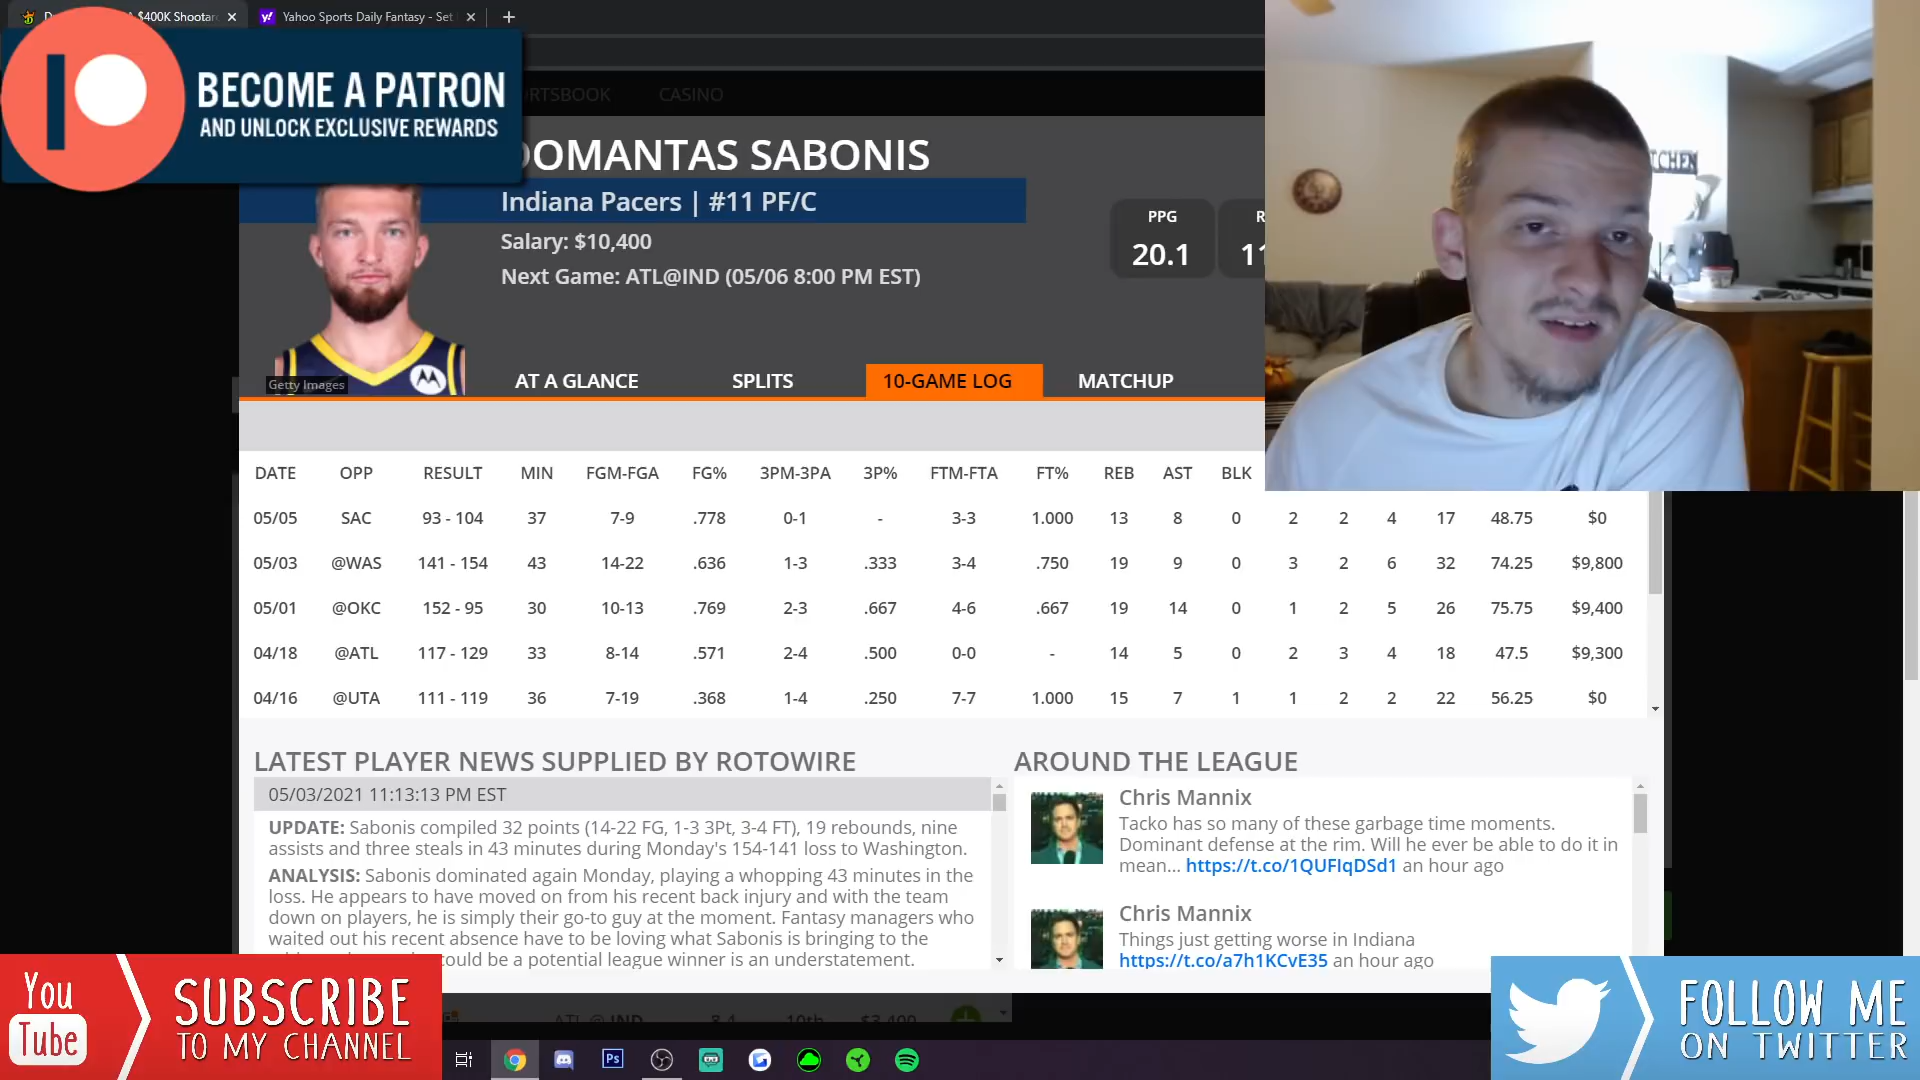 $400K Shootar
Yahoo Sports Daily Fantasy - Set
BECOME A PATRON
AND UNLOCK EXCLUSIVE REWARDS
RTSBOOK CASINO
DOMANTAS SABONIS
Indiana Pacers | #11 PF/C
Salary: $10,400
Next Game: ATL@IND (05/06 8:00 PM EST)
PPG R
20.1 11
Getty Images
TCHEN
AT A GLANCE SPLITS 10-GAME LOG MATCHUP
DATE OPP RESULT MIN FGM-FGA FG% 3PM-3PA 3P% FTM-FTA FT% REB AST BLK
05/05 SAC 93 - 104 37 7-9 .778 0-1 - 3-3 1.000 13 8 0 2 2 4 17 48.75 $0
05/03 @WAS 141 - 154 43 14-22 .636 1-3 .333 3-4 .750 19 9 0 3 2 6 32 74.25 $9,800
05/01 @OKC 152 - 95 30 10-13 .769 2-3 .667 4-6 .667 19 14 0 1 2 5 26 75.75 $9,400
04/18 @ATL 117 - 129 33 8-14 .571 2-4 .500 0-0 - 14 5 0 2 3 4 18 47.5 $9,300
04/16 @UTA 111 - 119 36 7-19 .368 1-4 .250 7-7 1.000 15 7 1 1 2 2 22 56.25 $0
LATEST PLAYER NEWS SUPPLIED BY ROTOWIRE
05/03/2021 11:13:13 PM EST
UPDATE: Sabonis compiled 32 points (14-22 FG, 1-3 3Pt, 3-4 FT), 19 rebounds, nine
assists and three steals in 43 minutes during Monday's 154-141 loss to Washington.
ANALYSIS: Sabonis dominated again Monday, playing a whopping 43 minutes in the
loss. He appears to have moved on from his recent back injury and with the team
down on players, he is simply their go-to guy at the moment. Fantasy managers who
waited out his recent absence have to be loving what Sabonis is bringing to the
could be a potential league winner is an understatement.
AROUND THE LEAGUE
Chris Mannix
Tacko has so many of these garbage time moments.
Dominant defense at the rim. Will he ever be able to do it in
mean... https://t.co/1QUFIqDSd1 an hour ago
Chris Mannix
Things just getting worse in Indiana
https://t.co/a7h1KCvE35 an hour ago
ATL@ IND 8.4 10th $3,400
You
Tube
SUBSCRIBE
TO MY CHANNEL
Ps
FOLLOW ME
ON TWITTER